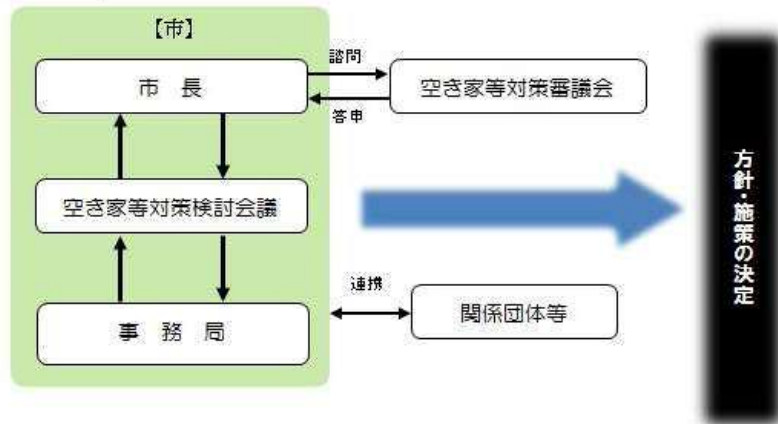 【市】
諮問
市 長
空き家等対策審議会
答申
空き家等対策検討会議
方針・施策の決定
連携
関係団体等
事 務 局